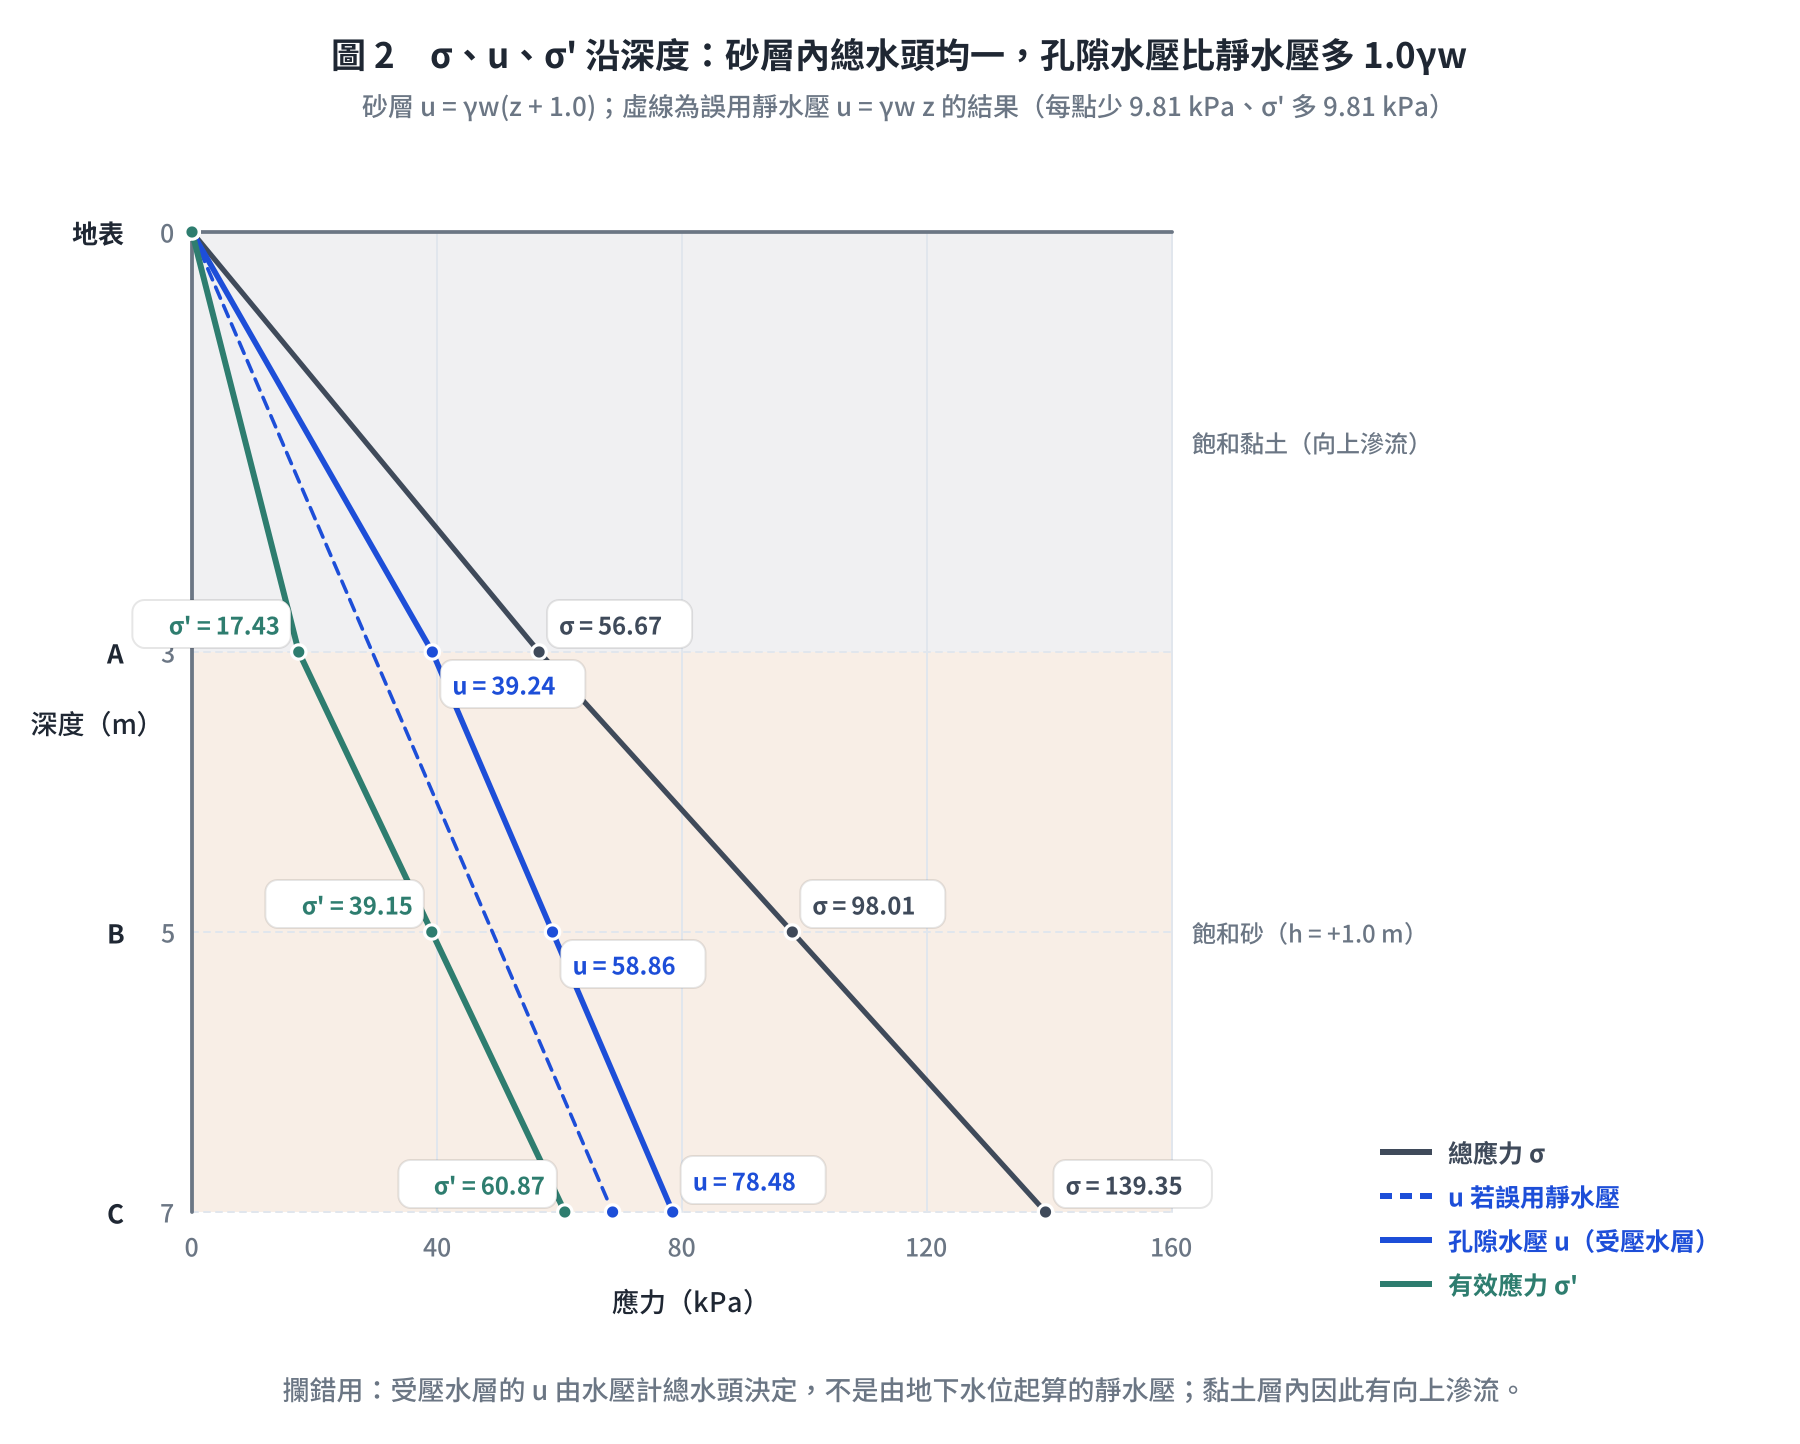 圖 2　σ、u、σ' 沿深度：砂層內總水頭均一，孔隙水壓比靜水壓多 1.0γw
砂層 u = γw(z + 1.0)；虛線為誤用靜水壓 u = γw z 的結果（每點少 9.81 kPa、σ' 多 9.81 kPa）
地表 0
飽和黏土（向上滲流）
σ' = 17.43
σ = 56.67
A 3
u = 39.24
深度（m）
σ' = 39.15
σ = 98.01
B 5
飽和砂（h = +1.0 m）
u = 58.86
σ' = 60.87
u = 78.48
σ = 139.35
C 7
0 40 80 120 160
應力（kPa）
總應力 σ
u 若誤用靜水壓
孔隙水壓 u（受壓水層）
有效應力 σ'
攔錯用：受壓水層的 u 由水壓計總水頭決定，不是由地下水位起算的靜水壓；黏土層內因此有向上滲流。